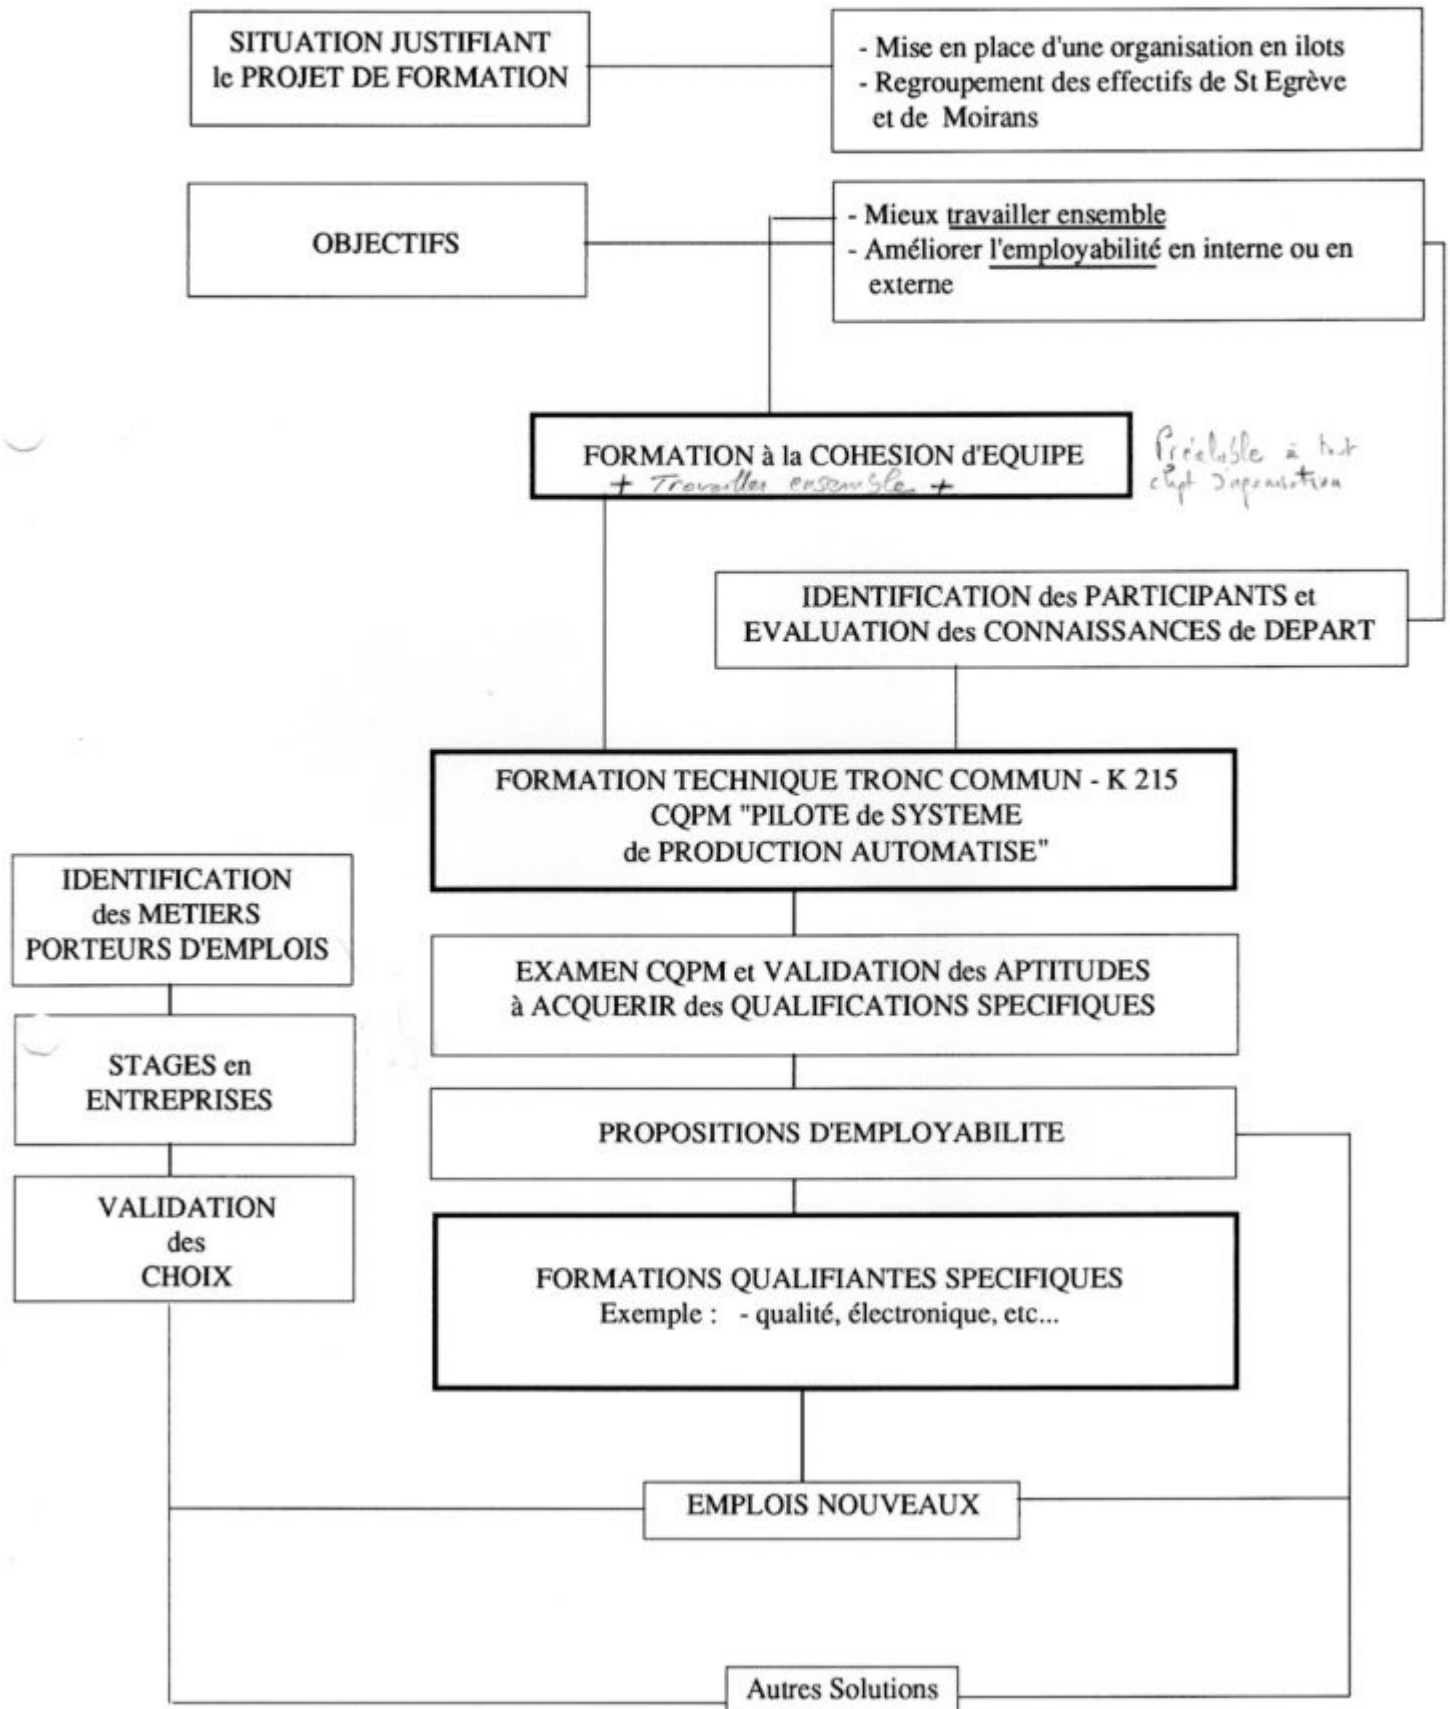 SITUATION JUSTIFIANT
le PROJET DE FORMATION
- Mise en place d'une organisation en ilots
- Regroupement des effectifs de St Egrève
et de Moirans
OBJECTIFS
- Mieux travailler ensemble
- Améliorer l'employabilité en interne ou en
externe
FORMATION à la COHESION d'EQUIPE
+ Travailler ensemble +
Préalable à tout
IDENTIFICATION des PARTICIPANTS et
EVALUATION des CONNAISSANCES de DEPART
FORMATION TECHNIQUE TRONC COMMUN - K 215
CQPM "PILOTE de SYSTEME
de PRODUCTION AUTOMATISE"
IDENTIFICATION
des METIERS
PORTEURS D'EMPLOIS
EXAMEN CQPM et VALIDATION des APTITUDES
à ACQUERIR des QUALIFICATIONS SPECIFIQUES
STAGES en
ENTREPRISES
PROPOSITIONS D'EMPLOYABILITE
VALIDATION
des
CHOIX
FORMATIONS QUALIFIANTES SPECIFIQUES
Exemple : - qualité, électronique, etc...
EMPLOIS NOUVEAUX
Autres Solutions